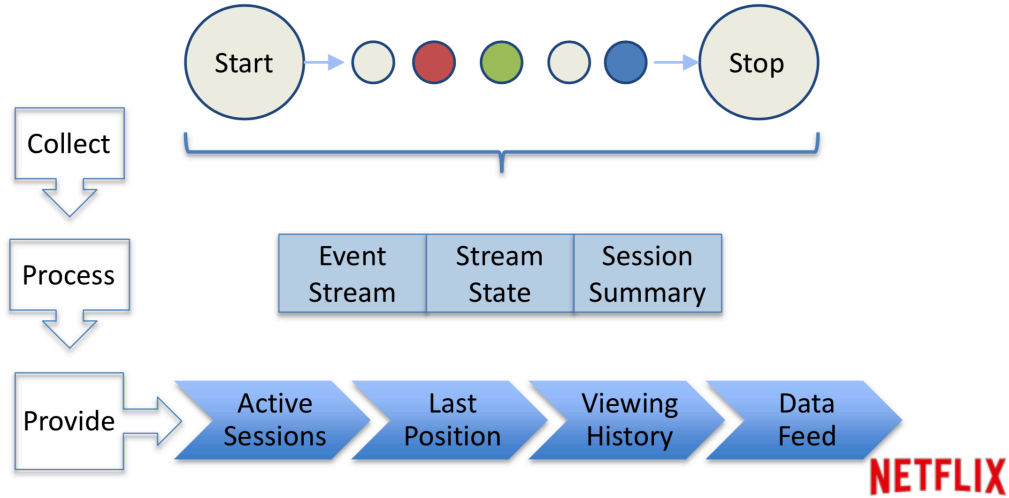 Start
Stop
Collect
Process
Event
Stream
Stream
State
Session
Summary
Provide
Active
Sessions
Last
Position
Viewing
History
Data
Feed
NETFLIX